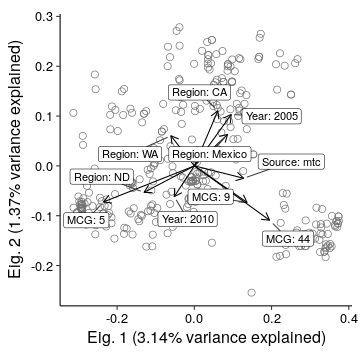 0.3
0.2
Region: CA
Year: 2005
0.1
Region: WA
Region: Mexico
Source: mtc
0.0
Region: ND
MCG: 9
-0.1
MCG: 5
Year: 2010
MCG: 44
-0.2
-0.2
0.0
0.2
0.4
Eig. 1 (3.14% variance explained)
Eig. 2 (1.37% variance explained)